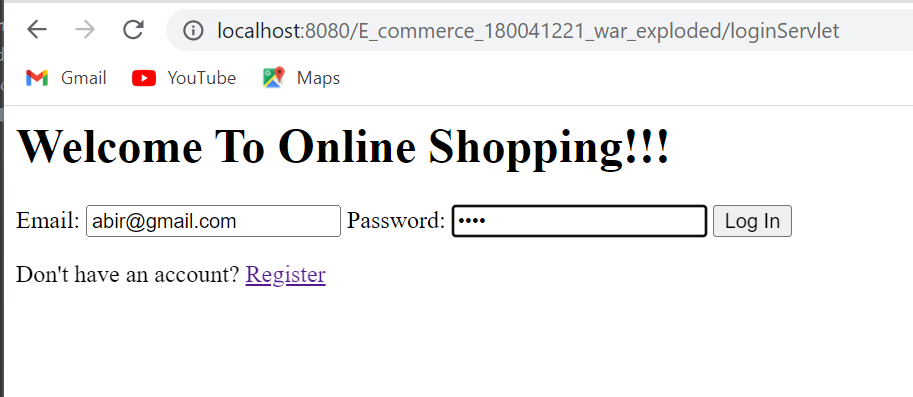 localhost:8080/E_commerce_180041221_war_exploded/loginServlet
Gmail YouTube Maps
Welcome To Online Shopping!!!
Email: abir@gmail.com Password: •••• Log In
Don't have an account? Register